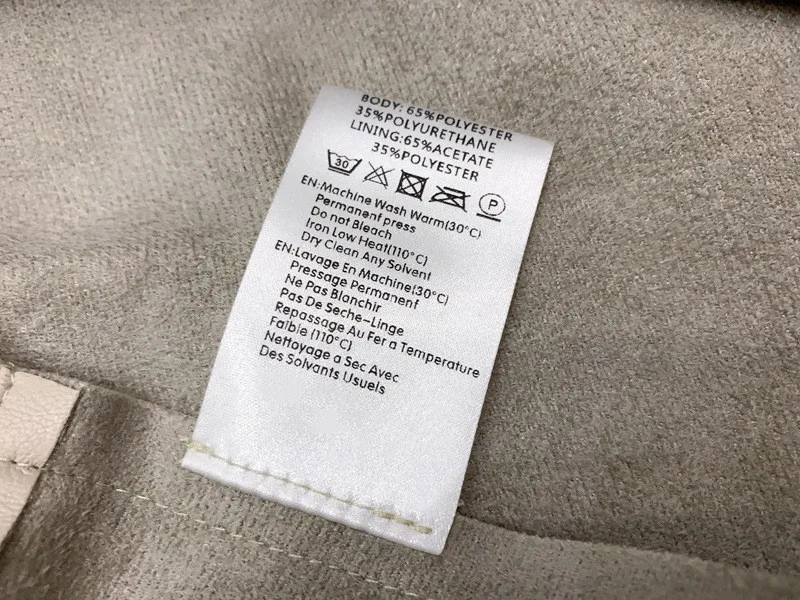 BODY: 65%POLYESTER
35%POLYURETHANE
LINING:65%ACETATE
35%POLYESTER
30 P
EN:Machine Wash Warm(30°C)
Permanent press
Do not Bleach
Iron Low Heat(110°C)
Dry Clean Any Solvent
EN:Lavage En Machine(30°C)
Pressage Permanent
Ne Pas Blanchir
Pas De Seche-Linge
Repassage Au Fer a Temperature
Faible (110°C)
Nettoyage a Sec Avec
Des Solvants Usuels